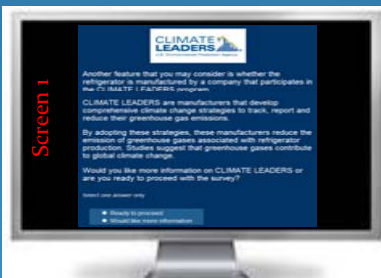 Screen 1
CLIMATE
LEADERS
U.S. Environmental Protection Agency
Another feature that you may consider is whether the
refrigerator is manufactured by a company that participates in
the CLIMATE LEADERS program.
CLIMATE LEADERS are manufacturers that develop
comprehensive climate change strategies to track, report and
reduce their greenhouse gas emissions.
By adopting these strategies, these manufacturers reduce the
emission of greenhouse gases associated with refrigerator
production. Studies suggest that greenhouse gases contribute
to global climate change.
Would you like more information on CLIMATE LEADERS or
are you ready to proceed with the survey?
Select one answer only
Ready to proceed
Would like more information